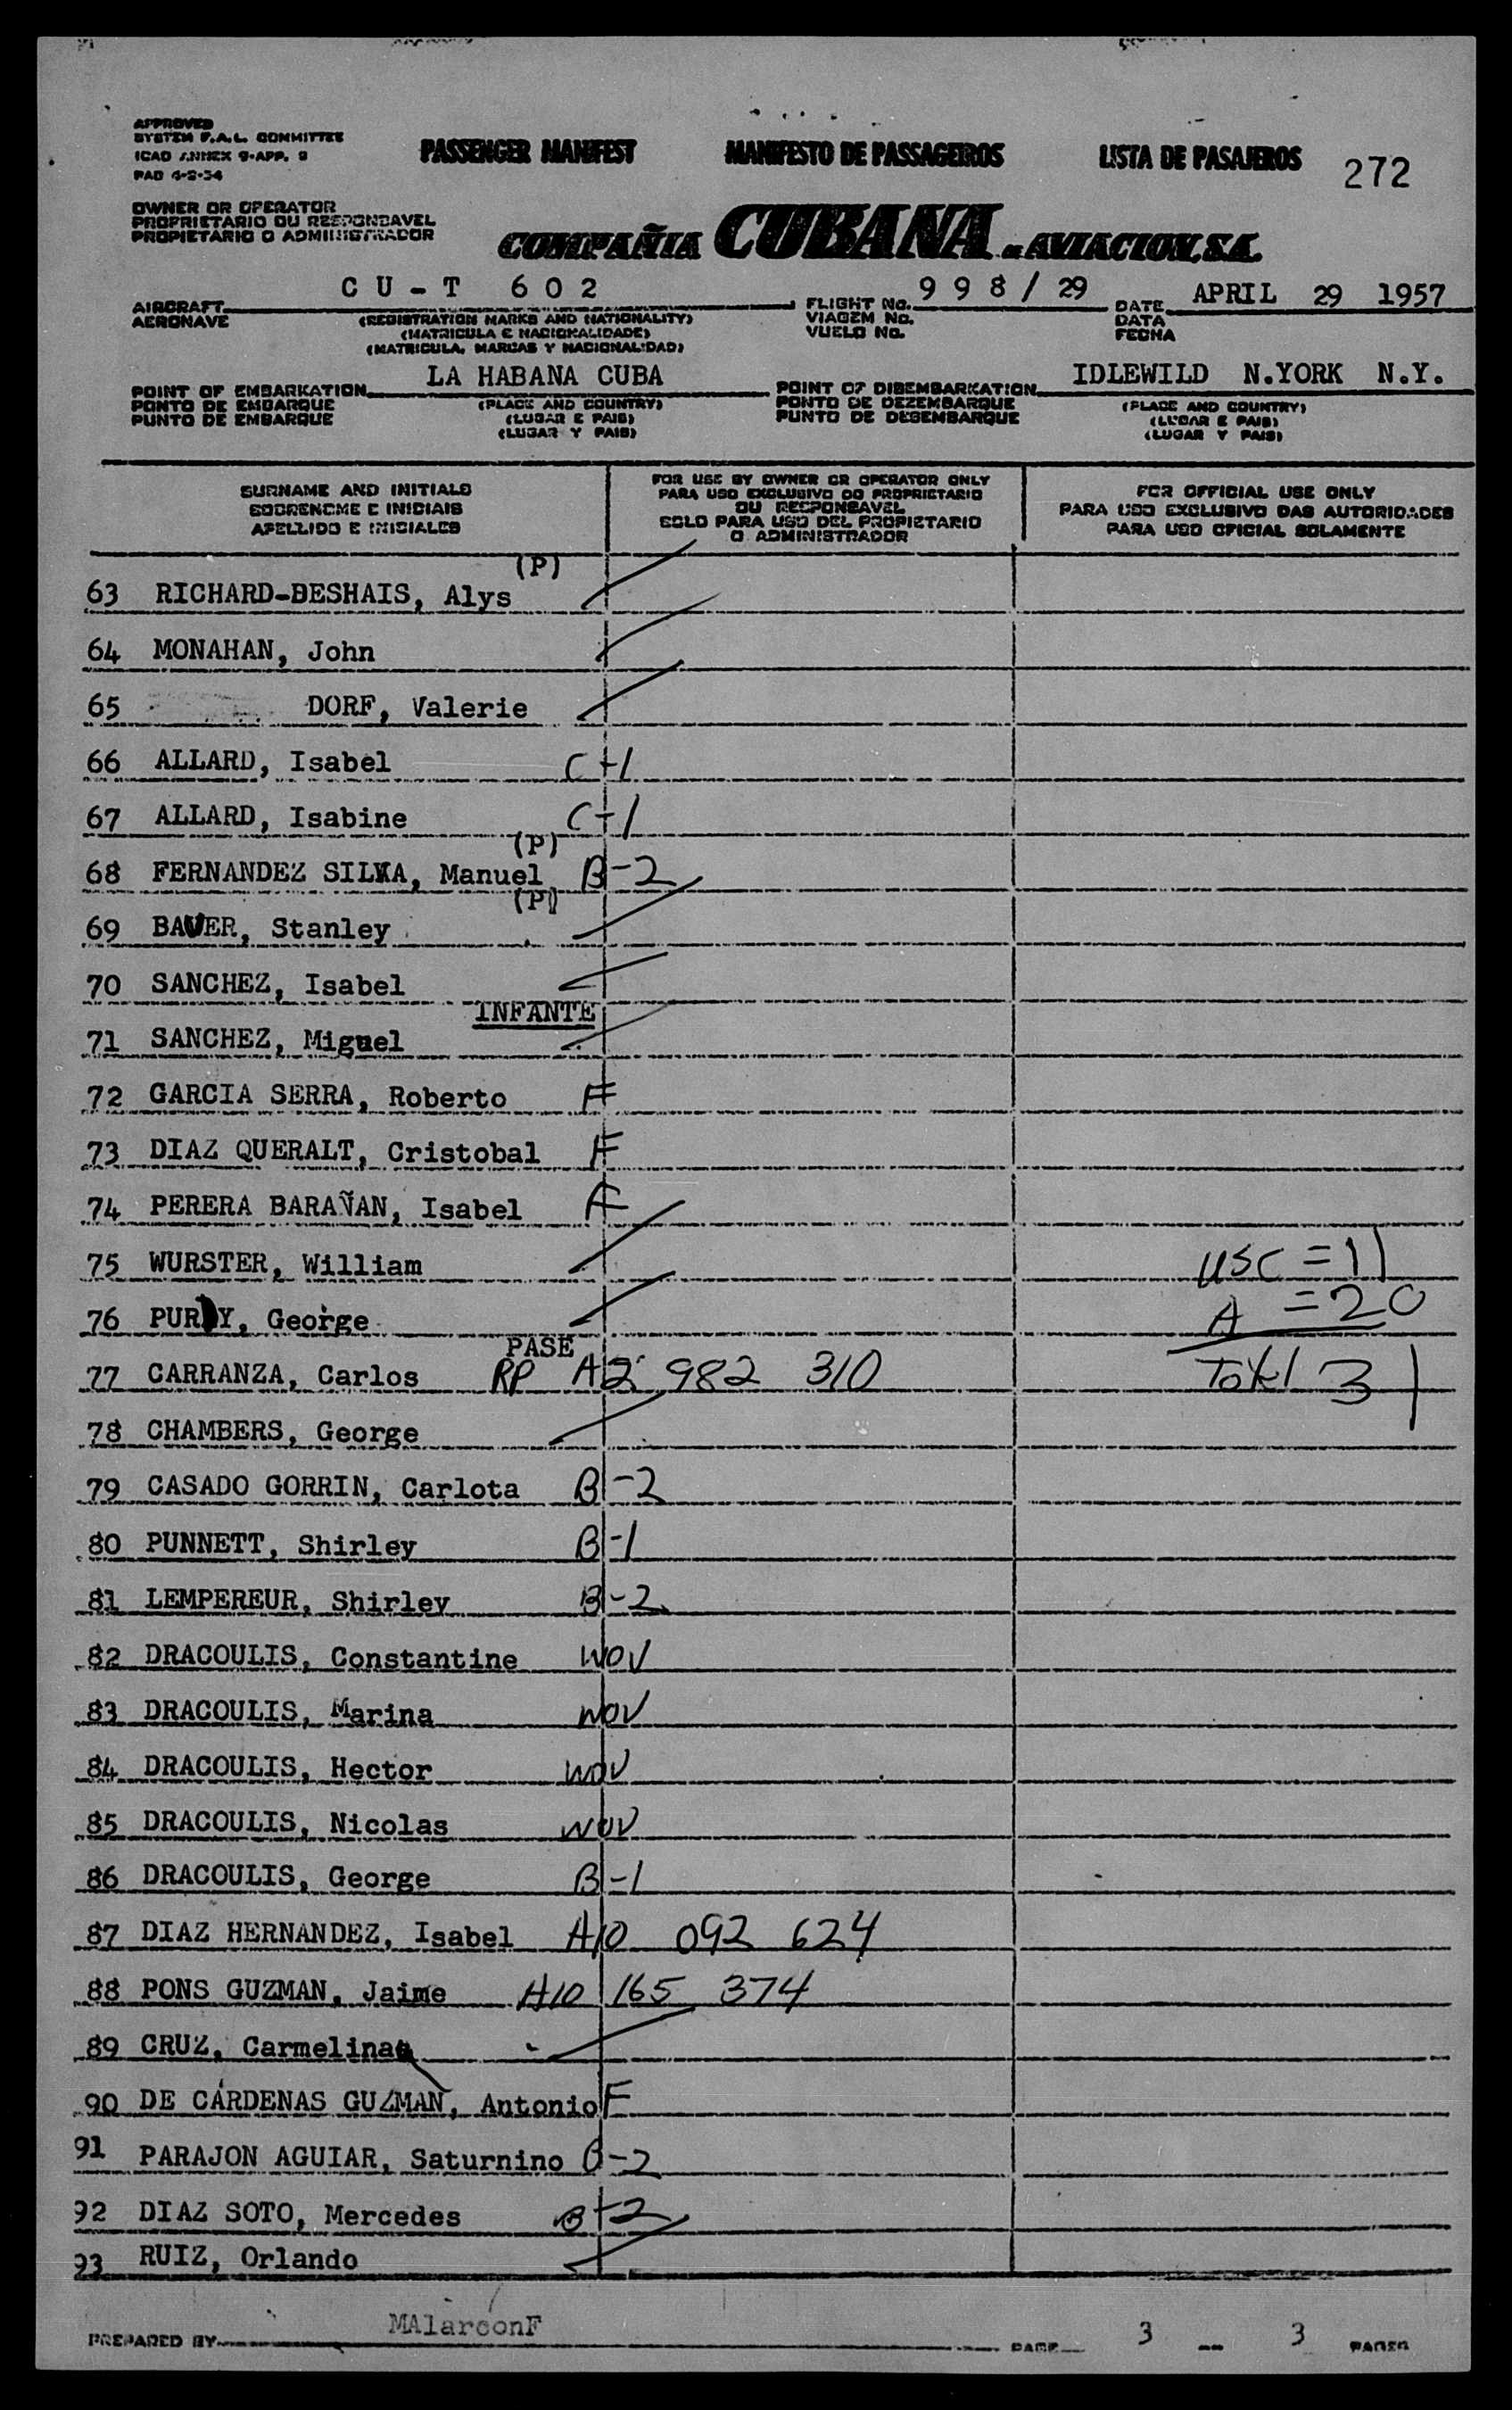 APPROVED
SYSTEM F.A.L. COMMITTEE
ICAO ANNEX 9-APP. 9
PAD 4-2-54
PASSENGER MANIFEST MANIFESTO DE PASSAGEIROS LISTA DE PASAJEROS 272
OWNER OR OPERATOR
PROPRIETARIO OU RESPONSAVEL
PROPIETARIO O ADMINISTRADOR
COMPAÑIA CUBANA DE AVIACION, S.A.
AIRCRAFT CU-T 602 FLIGHT No. 998/29 DATE APRIL 29 1957
AERONAVE (REGISTRATION MARKS AND NATIONALITY) VIAGEM No. DATA
(MATRICULA E NACIONALIDADE) VUELO No. FECHA
(MATRICULA, MARCAS Y NACIONALIDAD)
POINT OF EMBARKATION LA HABANA CUBA POINT OF DISEMBARKATION IDLEWILD N.YORK N.Y.
PONTO DE EMBARQUE (PLACE AND COUNTRY) PONTO DE DEZEMBARQUE (PLACE AND COUNTRY)
PUNTO DE EMBARQUE (LUGAR E PAIS) PUNTO DE DESEMBARQUE (LUGAR E PAIS)
(LUGAR Y PAIS) (LUGAR Y PAIS)
SURNAME AND INITIALS
SOBRENOME E INICIAIS
APELLIDO E INICIALES
FOR USE BY OWNER OR OPERATOR ONLY
PARA USO EXCLUSIVO DO PROPRIETARIO
OU RESPONSAVEL
SOLO PARA USO DEL PROPIETARIO
O ADMINISTRADOR
FOR OFFICIAL USE ONLY
PARA USO EXCLUSIVO DAS AUTORIDADES
PARA USO OFICIAL SOLAMENTE
(P)
63 RICHARD-DESHAIS, Alys
64 MONAHAN, John
65 DORF, Valerie
66 ALLARD, Isabel C-1
67 ALLARD, Isabine C-1
(P)
68 FERNANDEZ SILVA, Manuel B-2
(P)
69 BAUER, Stanley
70 SANCHEZ, Isabel
INFANTE
71 SANCHEZ, Miguel
72 GARCIA SERRA, Roberto F
73 DIAZ QUERALT, Cristobal F
74 PERERA BARAÑAN, Isabel F
75 WURSTER, William USC = 11
76 PURDY, George A = 20
PASE
77 CARRANZA, Carlos RP A2 982 310 Total 31
78 CHAMBERS, George
79 CASADO GORRIN, Carlota B-2
80 PUNNETT, Shirley B-1
81 LEMPEREUR, Shirley B-2
82 DRACOULIS, Constantine WOV
83 DRACOULIS, Marina WOV
84 DRACOULIS, Hector WOV
85 DRACOULIS, Nicolas WOV
86 DRACOULIS, George B-1
87 DIAZ HERNANDEZ, Isabel A10 092 624
88 PONS GUZMAN, Jaime A10 165 374
89 CRUZ, Carmelina
90 DE CÁRDENAS GUZMAN, Antonio F
91 PARAJON AGUIAR, Saturnino B-2
92 DIAZ SOTO, Mercedes B-2
93 RUIZ, Orlando
PREPARED BY MAlarconF PAGE 3 -- 3 PAGES